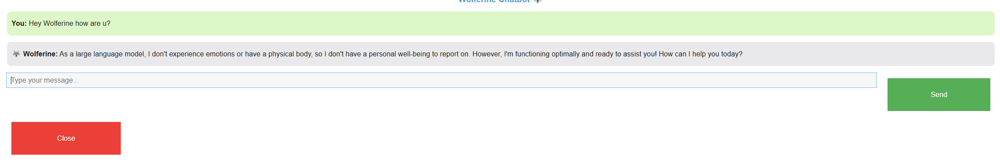 Wolferine Chatbot
You: Hey Wolferine how are u?
Wolferine: As a large language model, I don't experience emotions or have a physical body, so I don't have a personal well-being to report on. However, I'm functioning optimally and ready to assist you! How can I help you today?
Type your message...
Send
Close